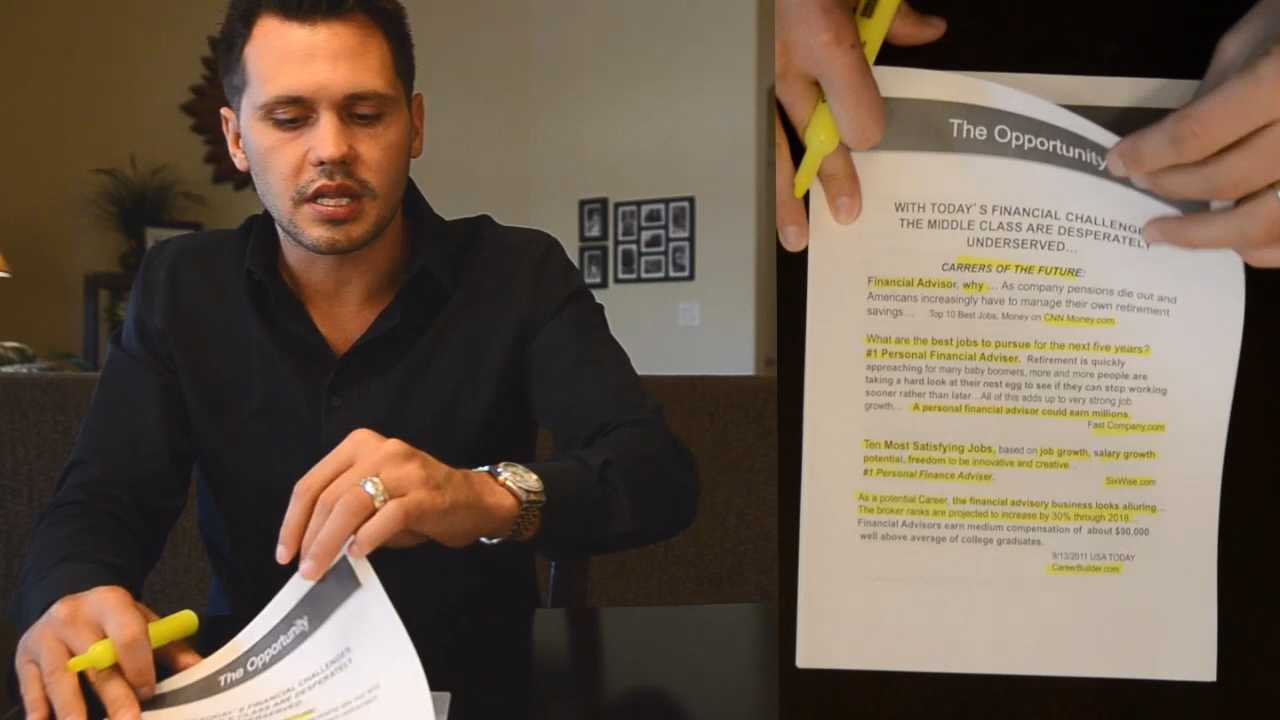 The Opportunity
WITH TODAY'S FINANCIAL
THE MIDDLE CLASS ARE DESPERATELY
UNDERSERVED…
CARRERS OF THE FUTURE:
Financial Advisor, why … As company pensions die out and
Americans increasingly have to manage their own retirement
savings… Top 10 Best Jobs, Money on CNN Money.com
What are the best jobs to pursue for the next five years?
#1 Personal Financial Adviser. Retirement is quickly
approaching for many baby boomers, more and more people are
taking a hard look at their nest egg to see if they can stop working
sooner rather than later…All of this adds up to very strong job
growth… A personal financial advisor could earn millions.
Fast Company.com
Ten Most Satisfying Jobs, based on job growth, salary growth
potential, freedom to be innovative and creative…
#1 Personal Finance Adviser.
SixWise.com
As a potential Career, the financial advisory business looks alluring…
The broker ranks are projected to increase by 30% through 2018…
Financial Advisors earn medium compensation of about $90,000
well above average of college graduates.
9/13/2011 USA TODAY
CareerBuilder.com
The Opportunity
FINANCIAL CHALLENGES,
CLASS ARE DESPERATELY